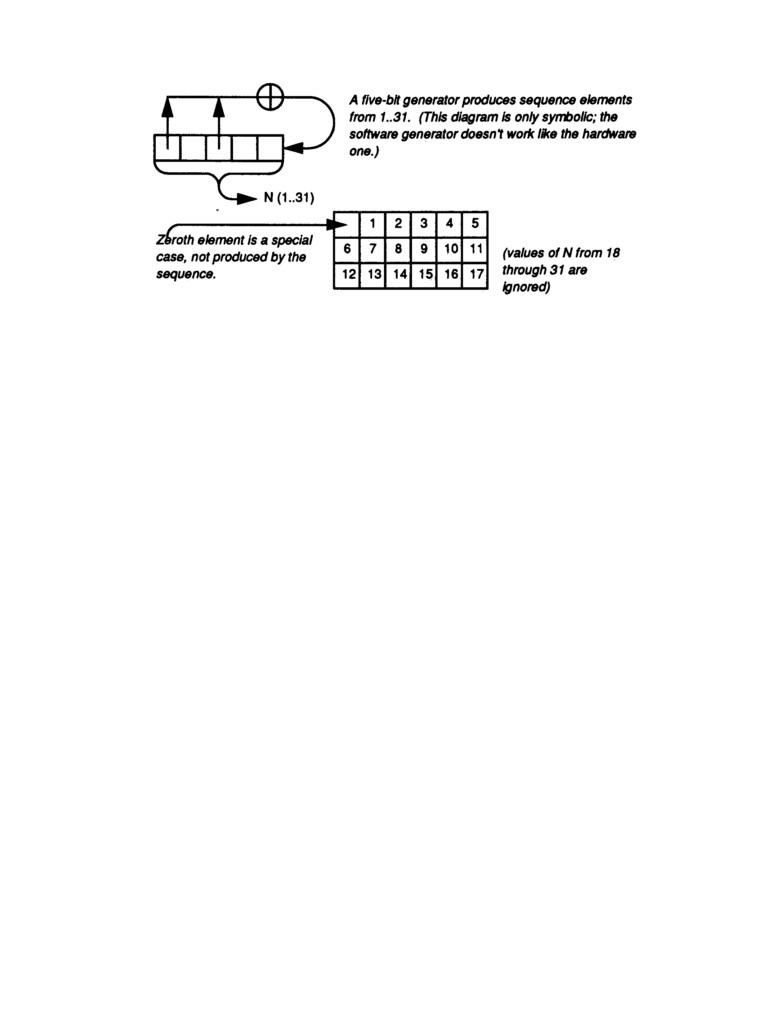 A five-bit generator produces sequence elements
from 1..31. (This diagram is only symbolic; the
software generator doesn't work like the hardware
one.)
N (1..31)
Zeroth element is a special
case, not produced by the
sequence.
1 2 3 4 5
6 7 8 9 10 11
12 13 14 15 16 17
(values of N from 18
through 31 are
ignored)